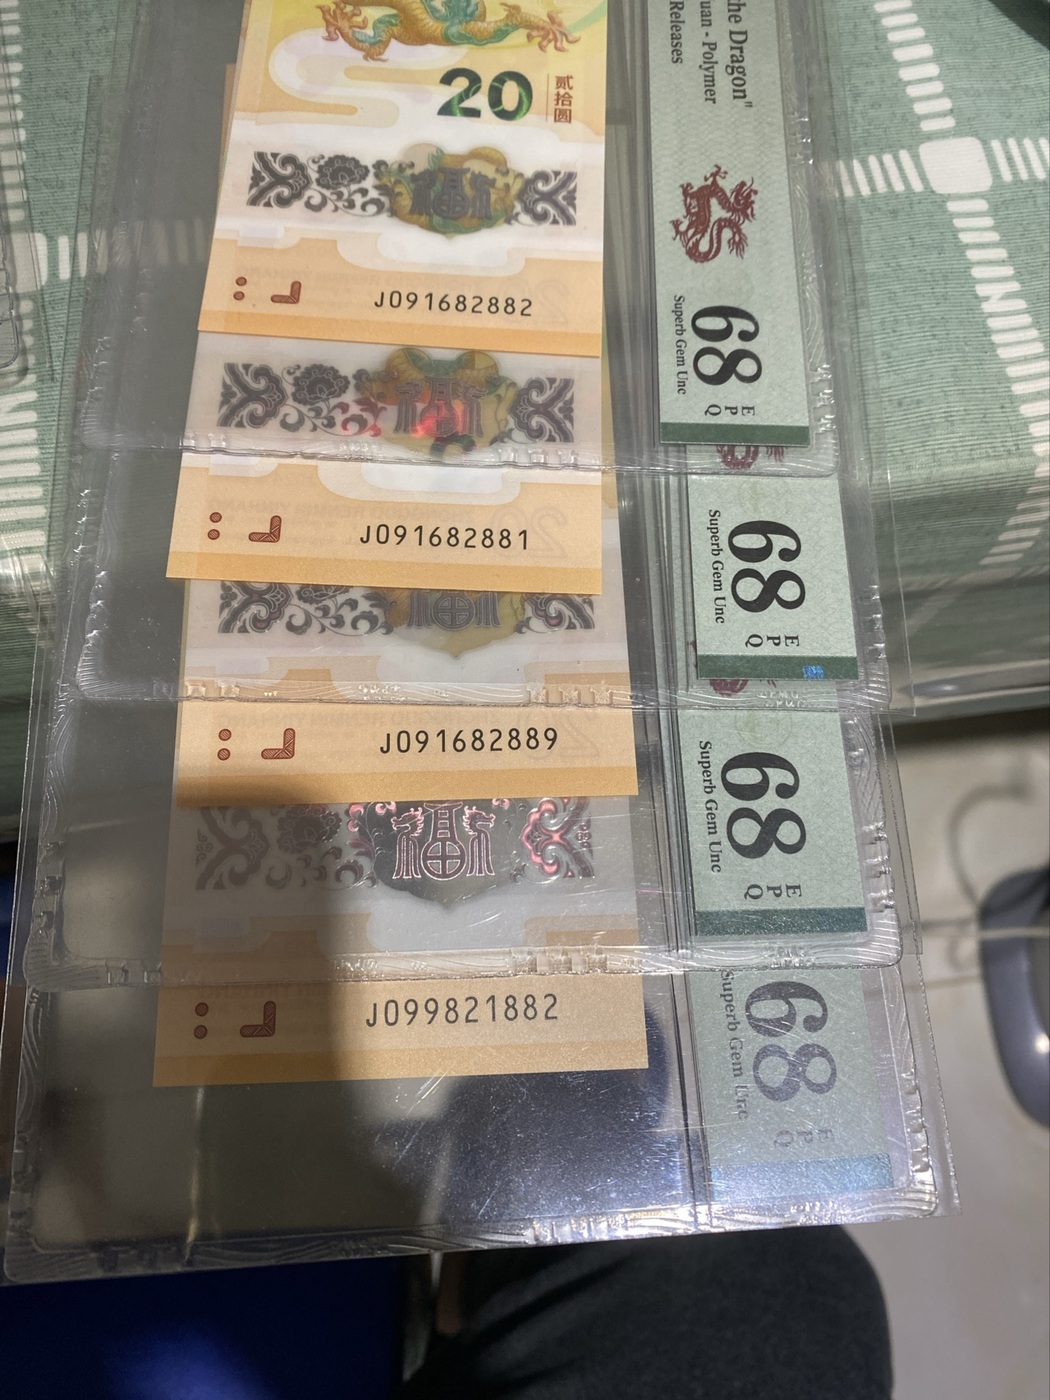 he Dragon"
uan - Polymer
Releases
20
贰拾圆
J091682882
68
EPQ
Superb Gem Unc
J091682881
68
EPQ
Superb Gem Unc
J091682889
68
EPQ
Superb Gem Unc
J099821882
68
EPQ
Superb Gem Unc